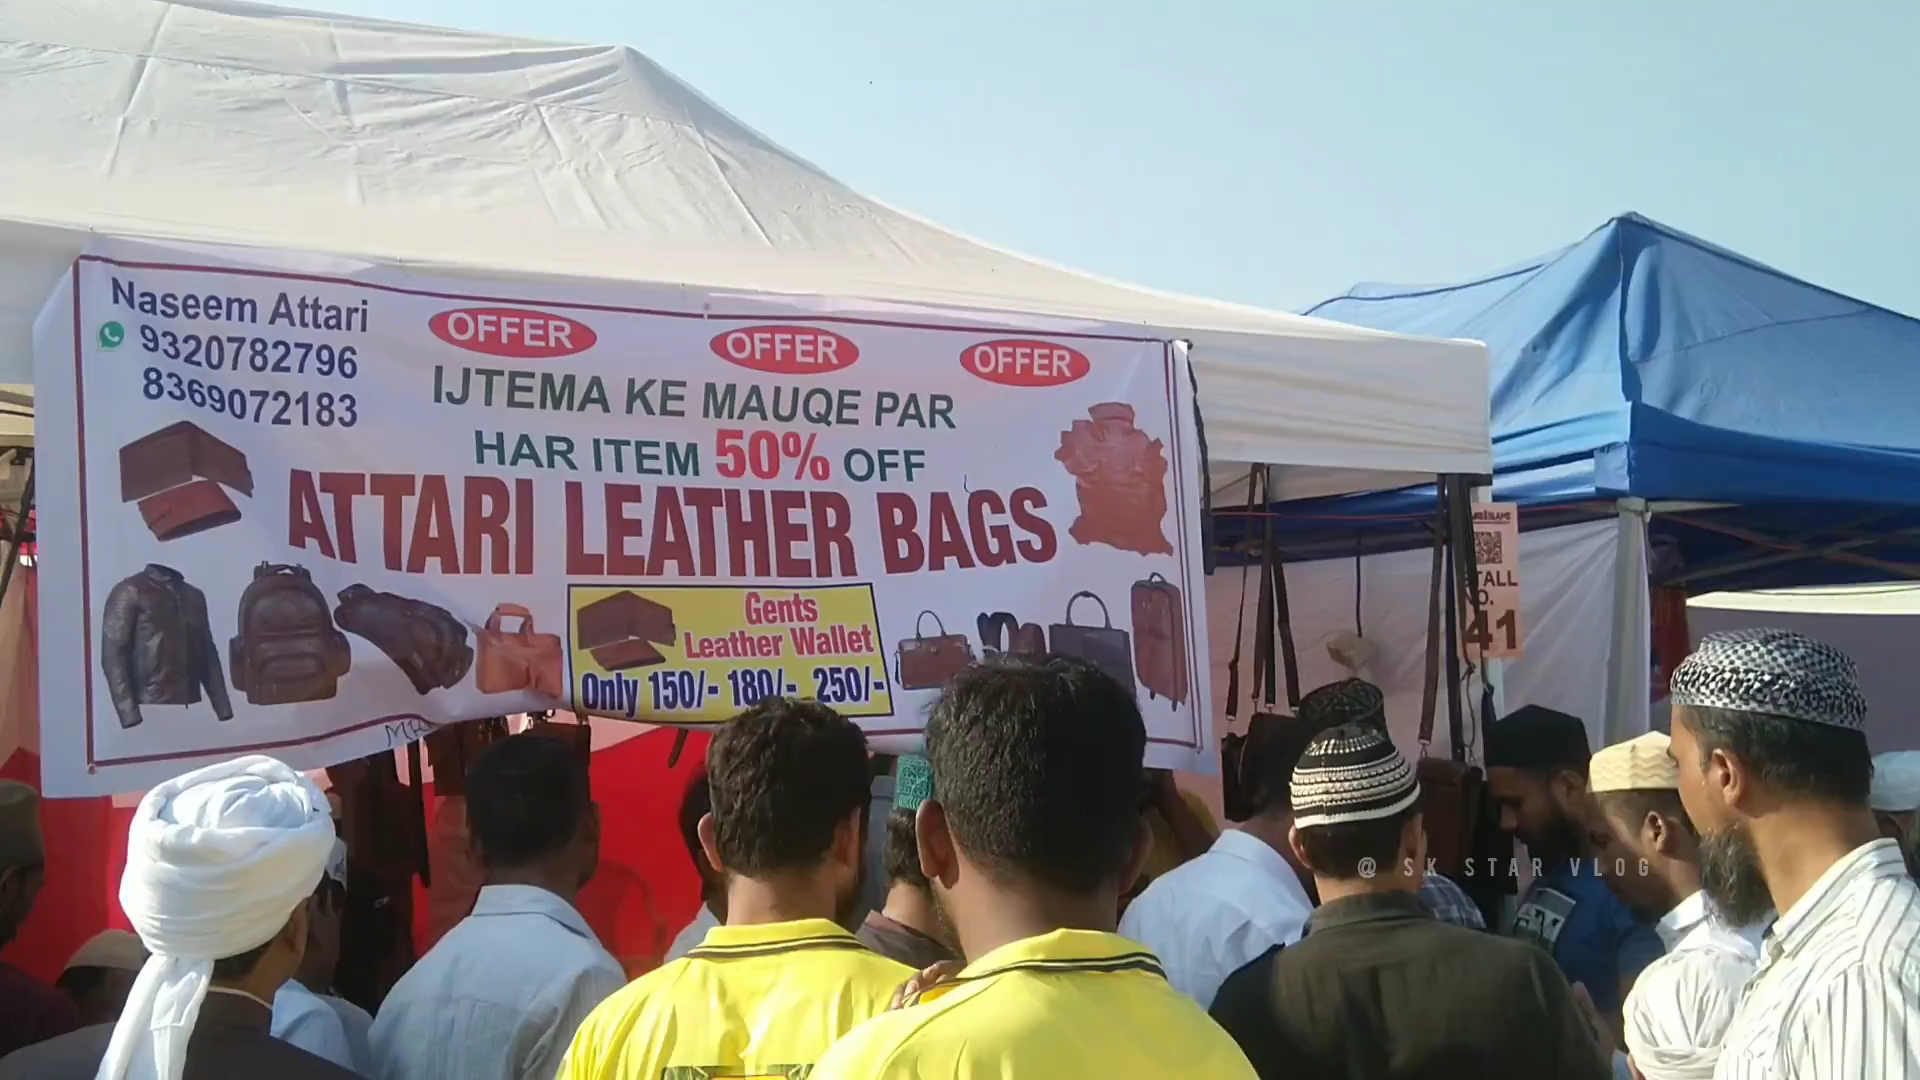 Naseem Attari
9320782796
8369072183
OFFER
OFFER
OFFER
IJTEMA KE MAUQE PAR
HAR ITEM 50% OFF
ATTARI LEATHER BAGS
Gents
Leather Wallet
Only 150/- 180/- 250/-
STALL
NO.
41
@ SK STAR VLOG